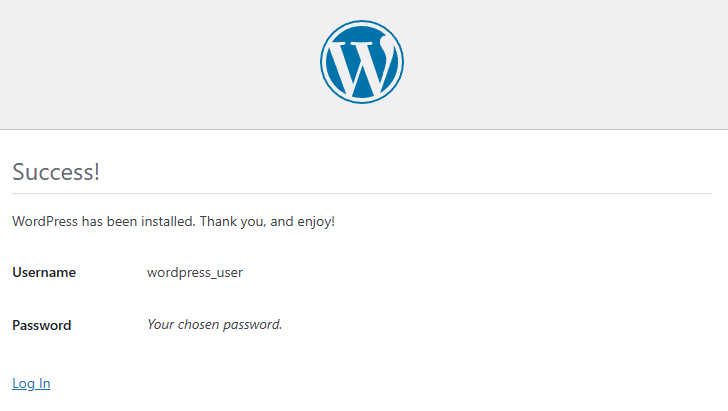 Success!
WordPress has been installed. Thank you, and enjoy!
Username wordpress_user
Password Your chosen password.
Log In